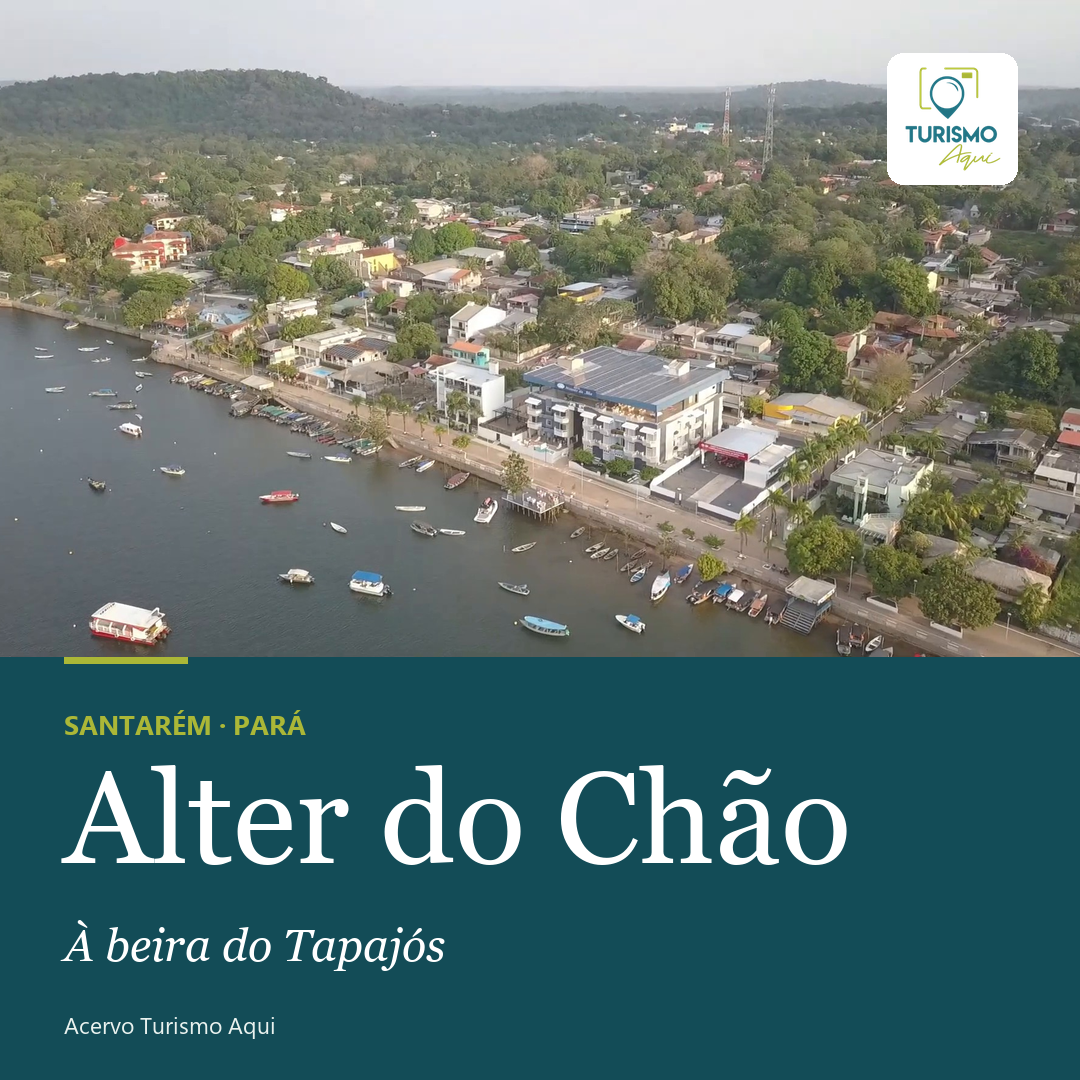 TURISMO
Aqui
SANTARÉM · PARÁ
Alter do Chão
À beira do Tapajós
Acervo Turismo Aqui